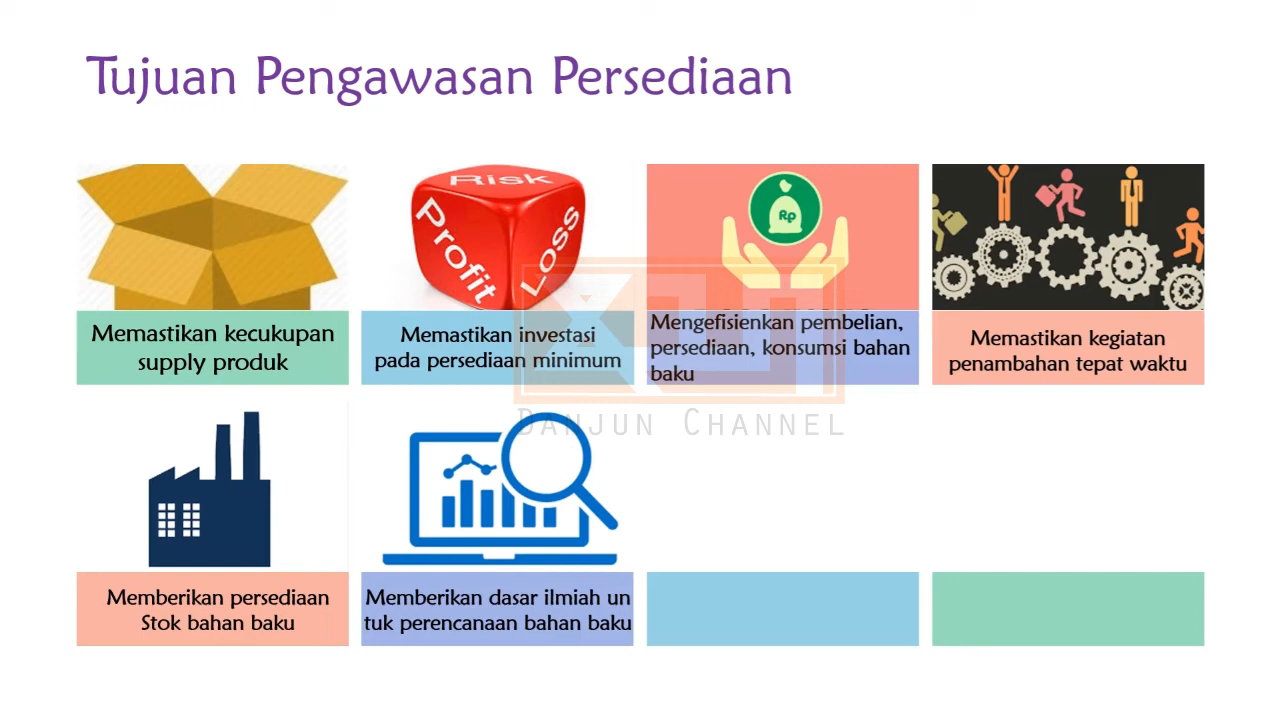 Tujuan Pengawasan Persediaan
Risk
Profit
Loss
Rp
Memastikan kecukupan
supply produk
Memastikan investasi
pada persediaan minimum
Mengefisienkan pembelian,
persediaan, konsumsi bahan
baku
Memastikan kegiatan
penambahan tepat waktu
Danjun Channel
Memberikan persediaan
Stok bahan baku
Memberikan dasar ilmiah un
tuk perencanaan bahan baku